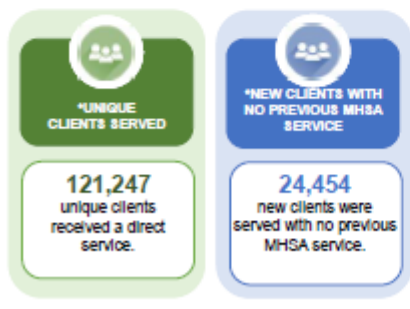 *UNIQUE
CLIENTS SERVED
121,247
unique clients
received a direct
service.
*NEW CLIENTS WITH
NO PREVIOUS MHSA
SERVICE
24,454
new clients were
served with no previous
MHSA service.